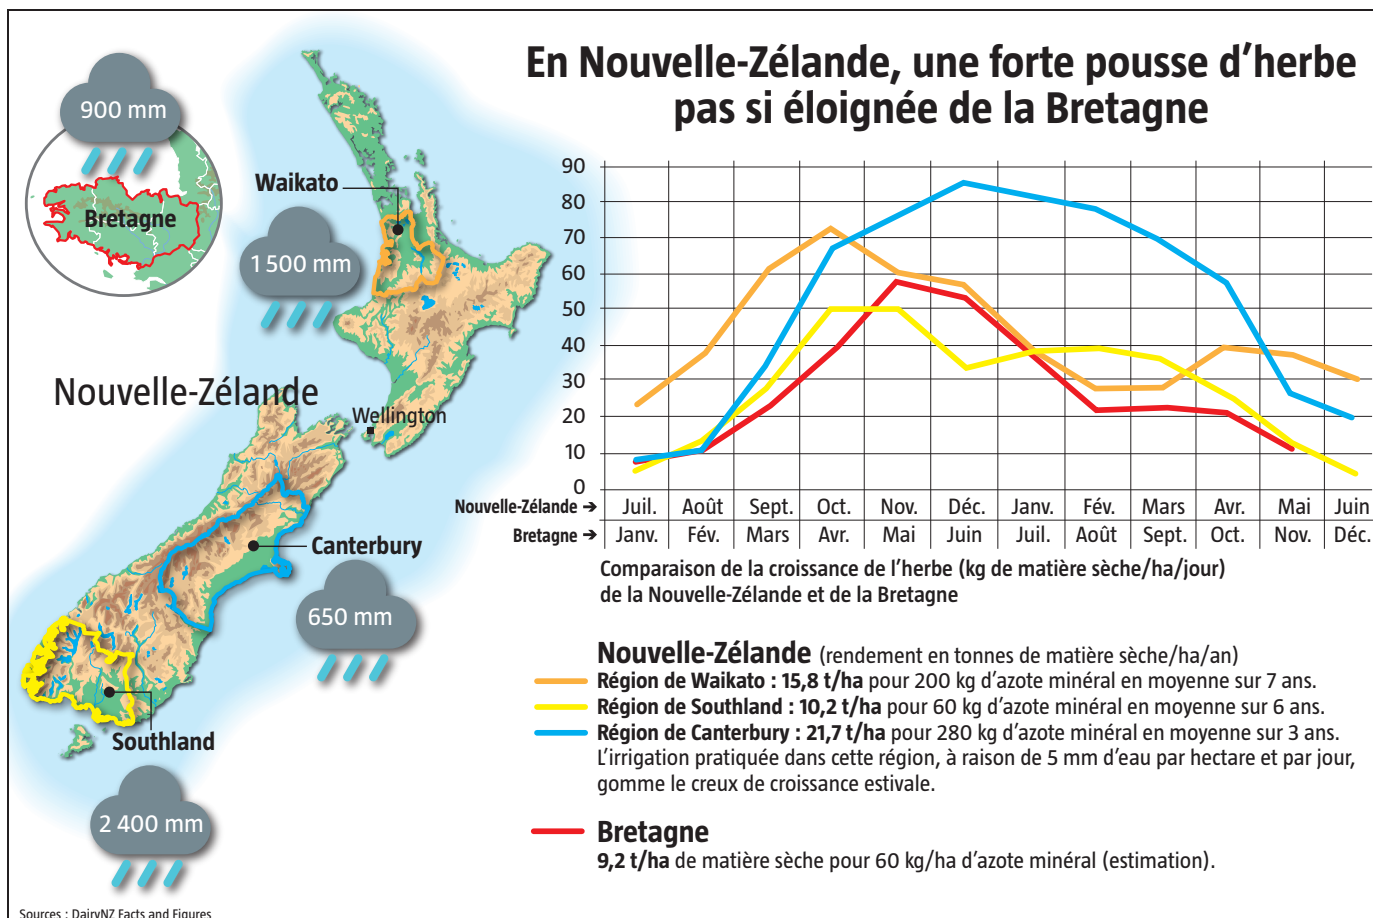 En Nouvelle-Zélande, une forte pousse d’herbe
pas si éloignée de la Bretagne
900 mm
Bretagne
Waikato
1 500 mm
Nouvelle-Zélande
Wellington
Canterbury
650 mm
Southland
2 400 mm
90
80
70
60
50
40
30
20
10
0
Nouvelle-Zélande ➔ Juil. Août Sept. Oct. Nov. Déc. Janv. Fév. Mars Avr. Mai Juin
Bretagne ➔ Janv. Fév. Mars Avr. Mai Juin Juil. Août Sept. Oct. Nov. Déc.
Comparaison de la croissance de l’herbe (kg de matière sèche/ha/jour)
de la Nouvelle-Zélande et de la Bretagne
Nouvelle-Zélande (rendement en tonnes de matière sèche/ha/an)
Région de Waikato : 15,8 t/ha pour 200 kg d’azote minéral en moyenne sur 7 ans.
Région de Southland : 10,2 t/ha pour 60 kg d’azote minéral en moyenne sur 6 ans.
Région de Canterbury : 21,7 t/ha pour 280 kg d’azote minéral en moyenne sur 3 ans.
L’irrigation pratiquée dans cette région, à raison de 5 mm d’eau par hectare et par jour,
gomme le creux de croissance estivale.
Bretagne
9,2 t/ha de matière sèche pour 60 kg/ha d’azote minéral (estimation).
Sources : DairyNZ Facts and Figures